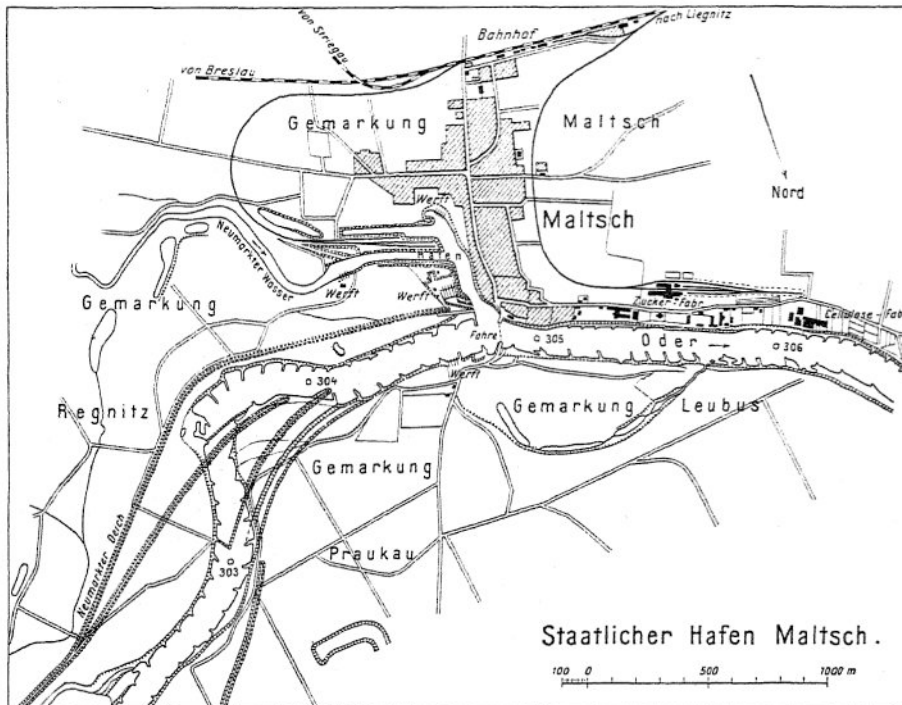 von Striegau
nach Liegnitz
Bahnhof
von Breslau
Gemarkung Maltsch
Nord
Werft
Maltsch
Neumarkter Wasser
Hafen
Gemarkung
Werft
Werft
Zucker-Fabr.
Cellulose-Fab
Fähre
305
Oder
306
304
Werft
Regnitz
Gemarkung Leubus
Gemarkung
Neumarkter Deich
303
Praukau
Staatlicher Hafen Maltsch.
100 0 500 1000 m